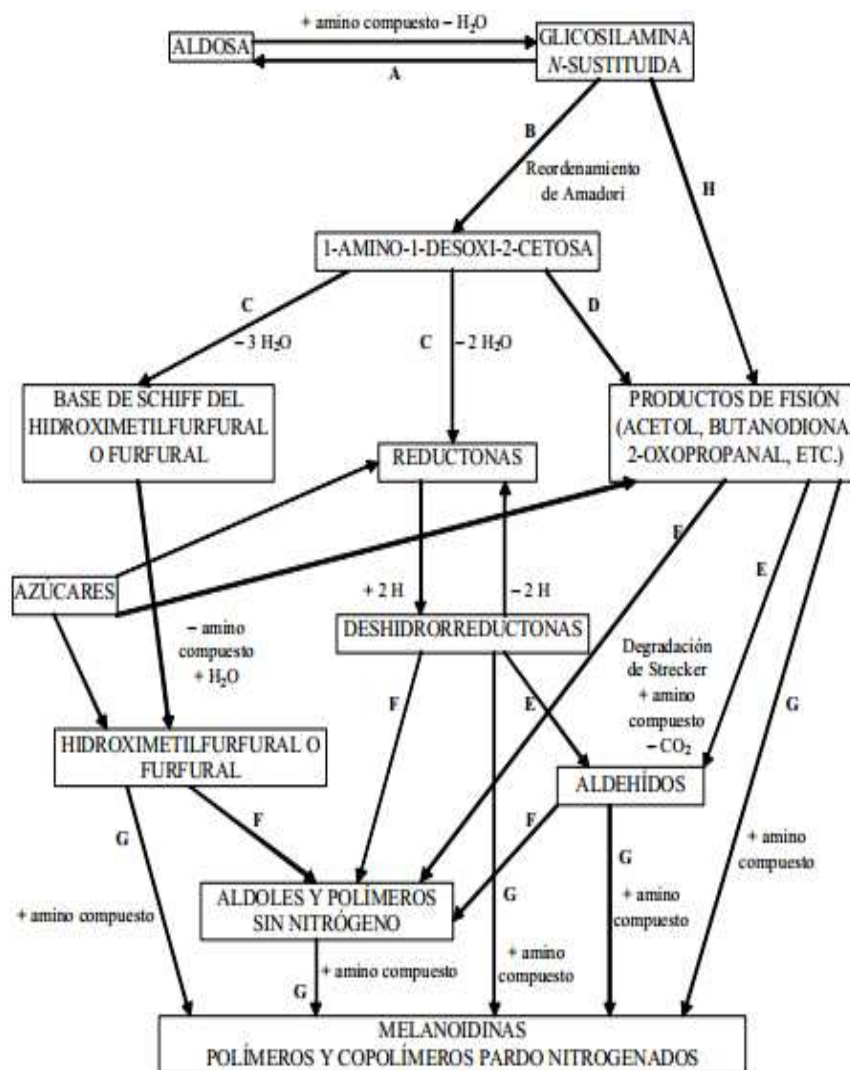 + amino compuesto – H₂O
ALDOSA
GLICOSILAMINA
N-SUSTITUIDA
A
B
Reordenamiento
de Amadori
H
1-AMINO-1-DESOXI-2-CETOSA
C
– 3 H₂O
C
– 2 H₂O
D
BASE DE SCHIFF DEL
HIDROXIMETILFURFURAL
O FURFURAL
REDUCTONAS
PRODUCTOS DE FISIÓN
(ACETOL, BUTANODIONA
2-OXOPROPANAL, ETC.)
AZÚCARES
+ 2 H
– 2 H
F
E
– amino
compuesto
+ H₂O
DESHIDRORREDUCTONAS
Degradación
de Strecker
+ amino
compuesto
– CO₂
F
E
G
HIDROXIMETILFURFURAL O
FURFURAL
ALDEHÍDOS
G
F
F
G
+ amino
compuesto
ALDOLES Y POLÍMEROS
SIN NITRÓGENO
+ amino compuesto
G
+ amino compuesto
G
+ amino
compuesto
+ amino
compuesto
MELANOIDINAS
POLÍMEROS Y COPOLÍMEROS PARDO NITROGENADOS